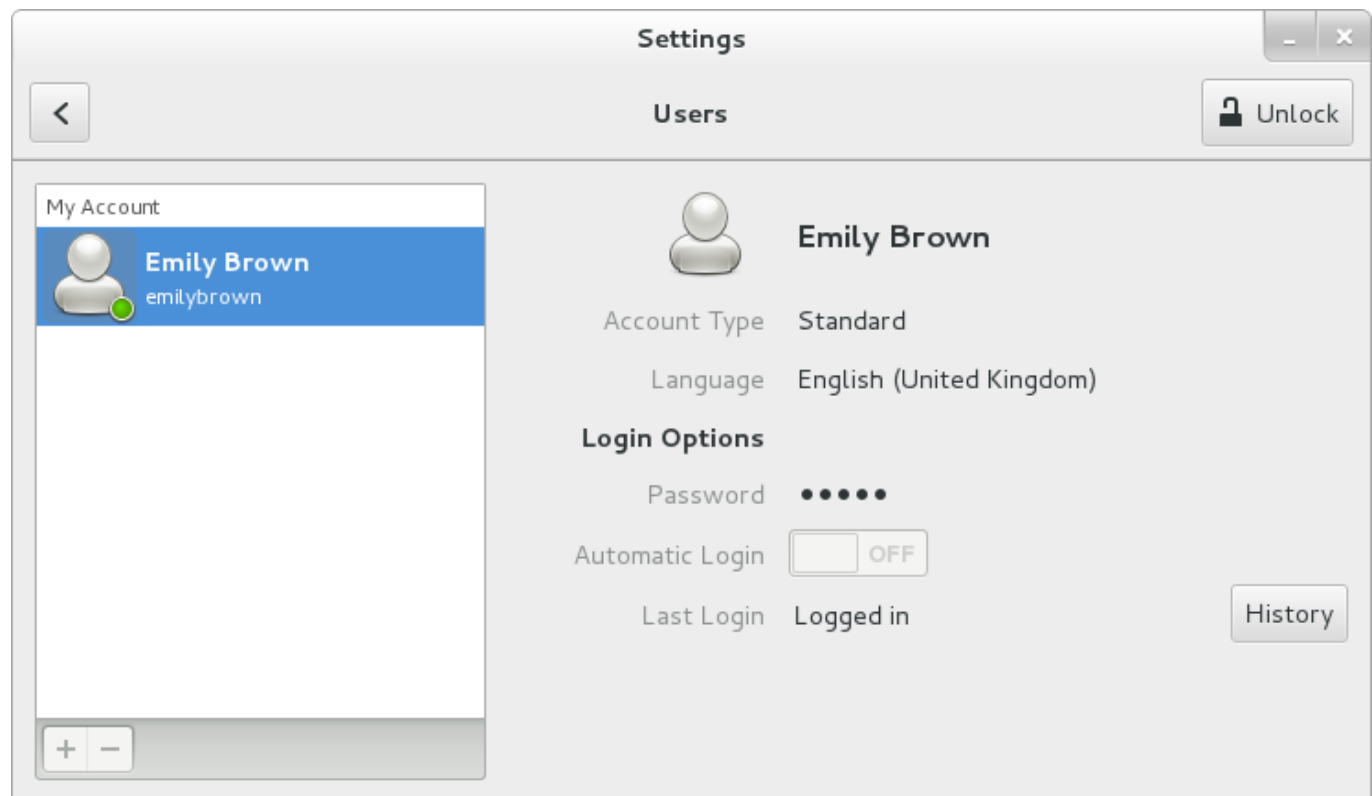 Settings
Users
Unlock
My Account
Emily Brown
emilybrown
Emily Brown
Account Type Standard
Language English (United Kingdom)
Login Options
Password •••••
Automatic Login OFF
Last Login Logged in
History